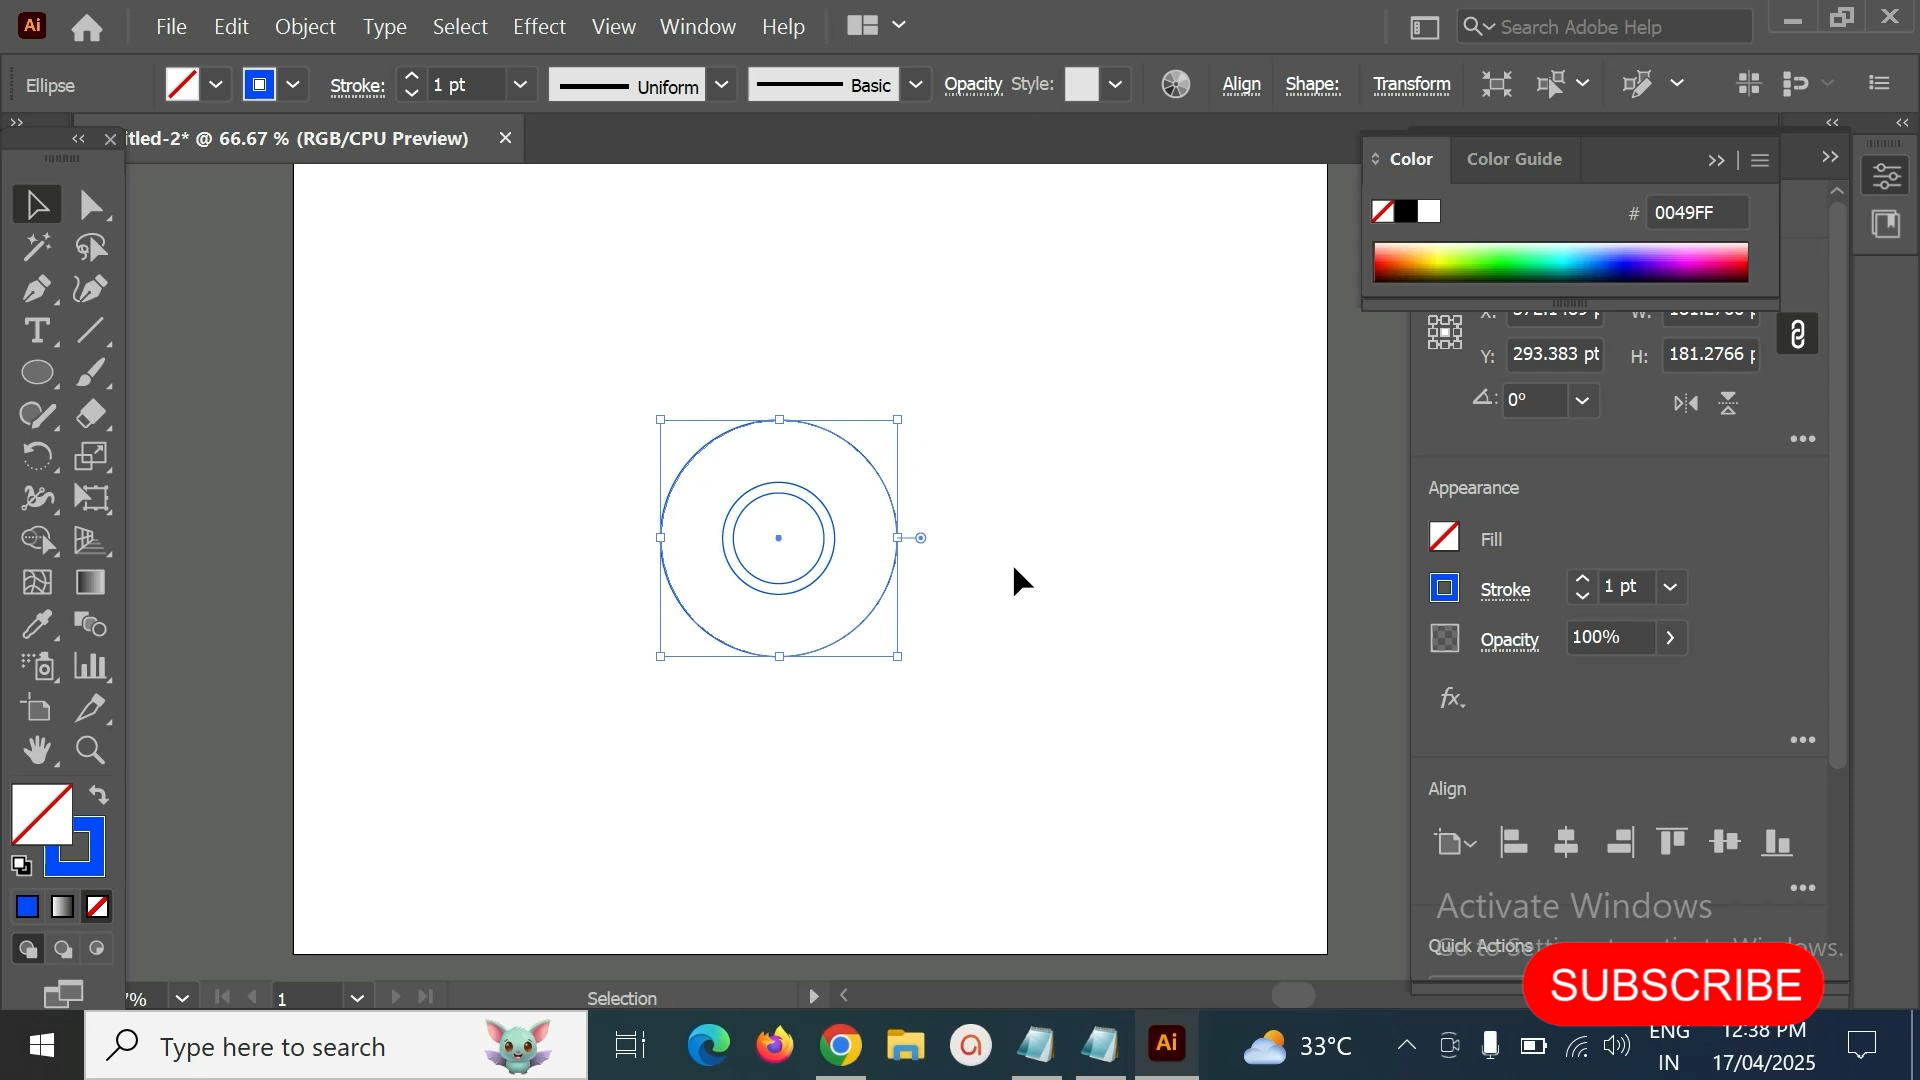 Ai File Edit Object Type Select Effect View Window Help Search Adobe Help
Ellipse Stroke: 1 pt Uniform Basic Opacity Style: Align Shape: Transform
itled-2* @ 66.67 % (RGB/CPU Preview)
Color Color Guide
# 0049FF
X: W:
Y: 293.383 pt H: 181.2766 p
0°
Appearance
Fill
Stroke 1 pt
Opacity 100%
fx
Align
Activate Windows
Quick Actions
Windows.
SUBSCRIBE
% 1 Selection
Type here to search Ai 33°C ENG 12:38 PM
IN 17/04/2025